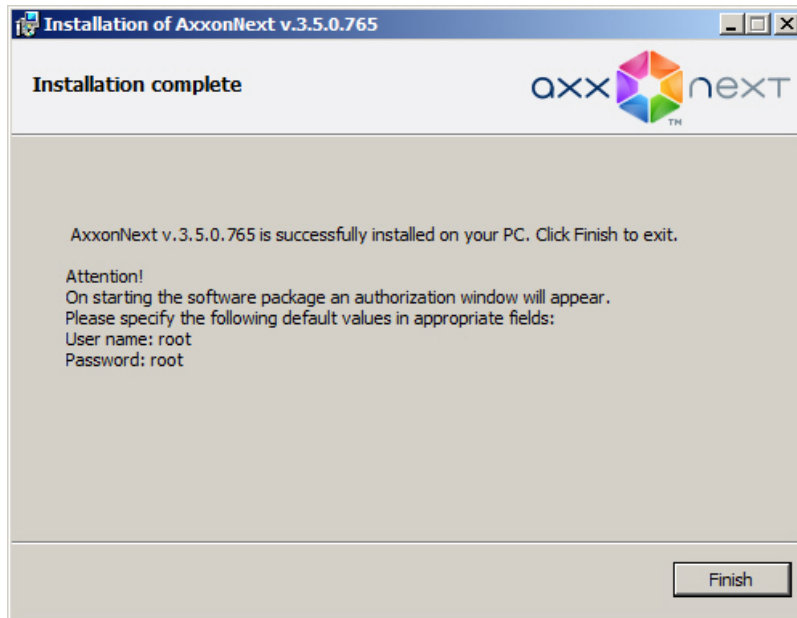 Installation of AxxonNext v.3.5.0.765
Installation complete
axxonext
TM
AxxonNext v.3.5.0.765 is successfully installed on your PC. Click Finish to exit.
Attention!
On starting the software package an authorization window will appear.
Please specify the following default values in appropriate fields:
User name: root
Password: root
Finish